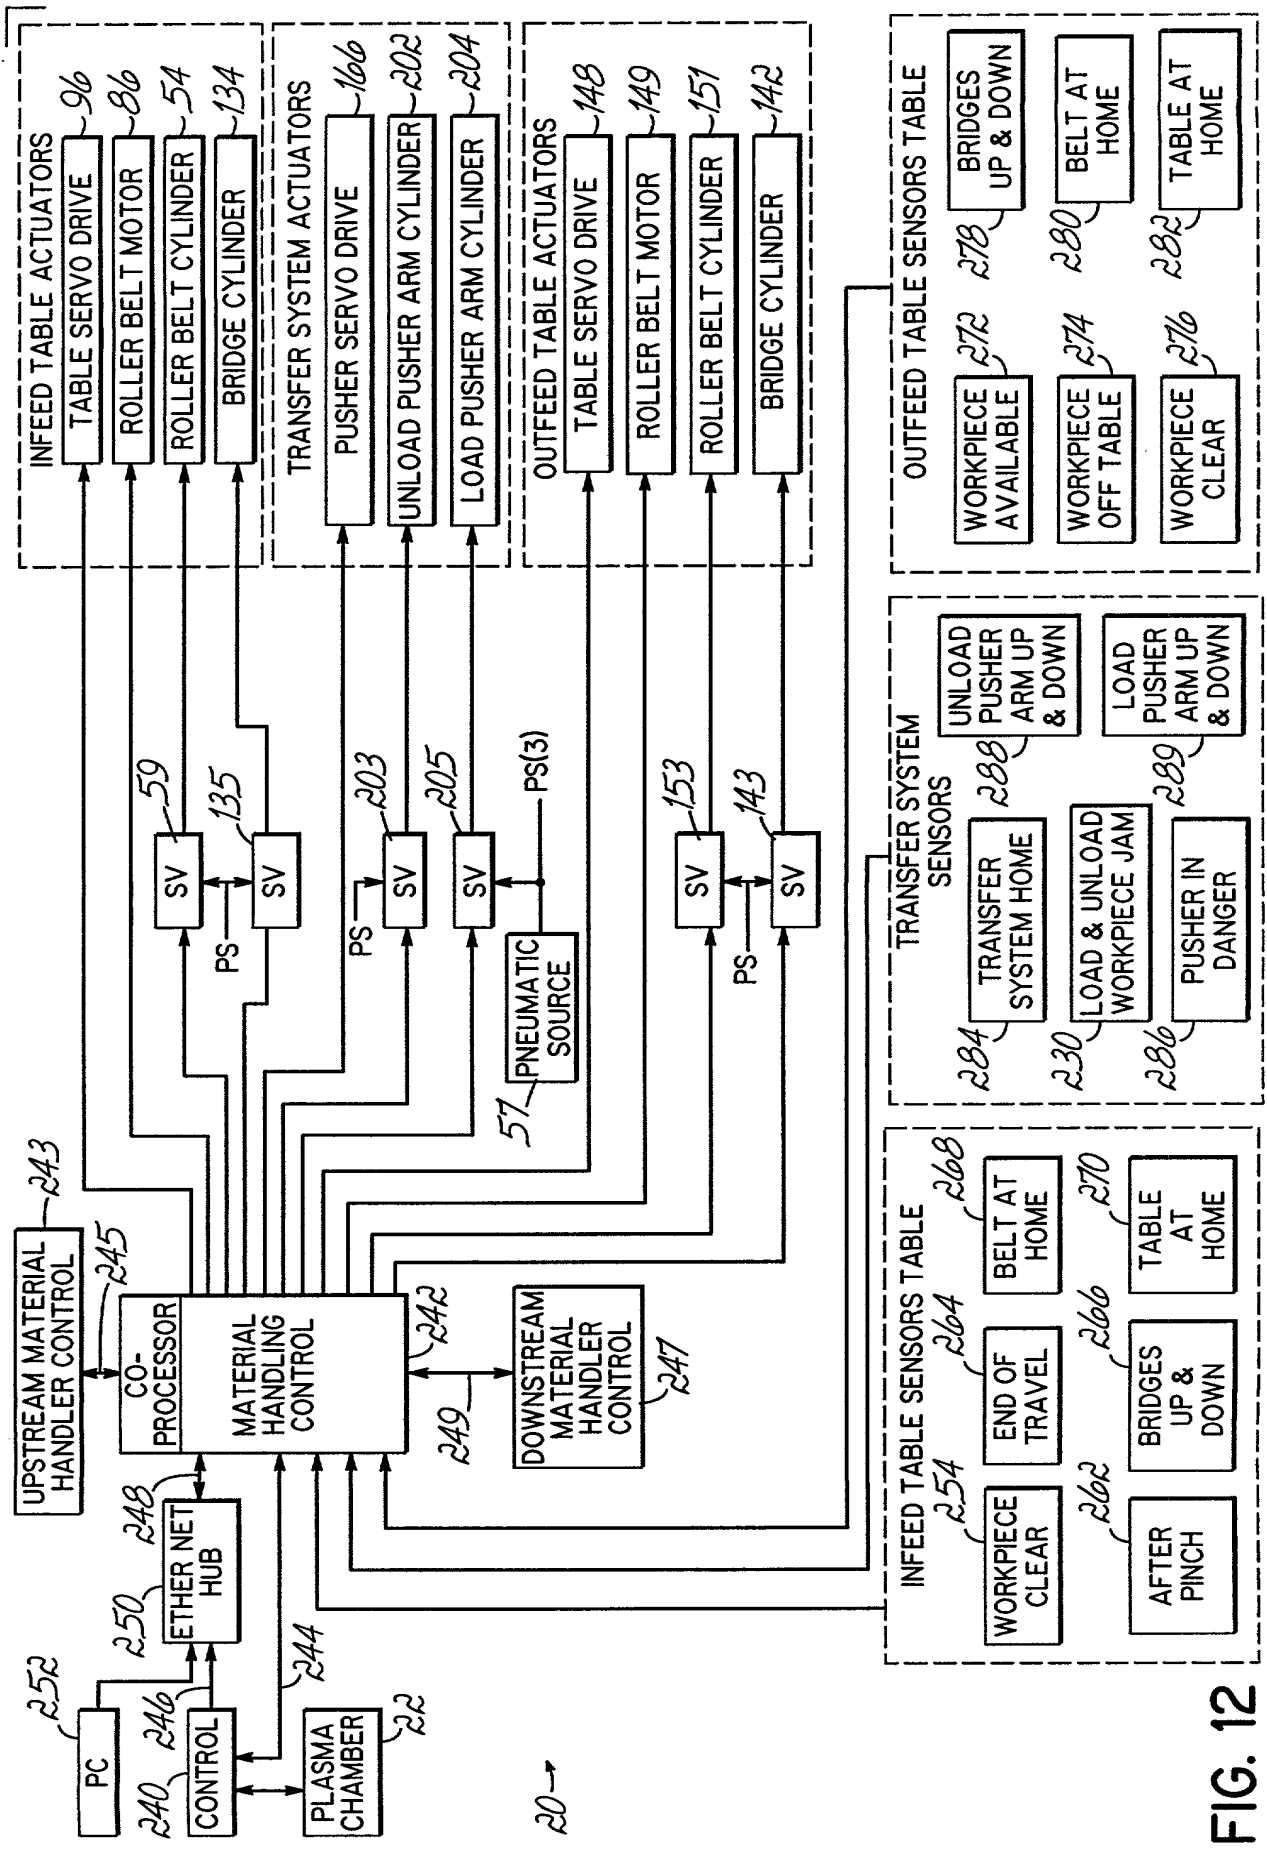 PC
252
CONTROL
240
246
PLASMA
CHAMBER
22
244
ETHER NET
HUB
250
248
UPSTREAM MATERIAL
HANDLER CONTROL
243
245
CO-
PROCESSOR
MATERIAL
HANDLING
CONTROL
242
249
DOWNSTREAM
MATERIAL
HANDLER
CONTROL
247
PNEUMATIC
SOURCE
57
PS(3)
SV
59
PS
SV
135
PS
SV
203
SV
205
SV
153
PS
SV
143
INFEED TABLE ACTUATORS
TABLE SERVO DRIVE
96
ROLLER BELT MOTOR
86
ROLLER BELT CYLINDER
54
BRIDGE CYLINDER
134
TRANSFER SYSTEM ACTUATORS
PUSHER SERVO DRIVE
166
UNLOAD PUSHER ARM CYLINDER
202
LOAD PUSHER ARM CYLINDER
204
OUTFEED TABLE ACTUATORS
TABLE SERVO DRIVE
148
ROLLER BELT MOTOR
149
ROLLER BELT CYLINDER
151
BRIDGE CYLINDER
142
INFEED TABLE SENSORS TABLE
WORKPIECE
CLEAR
254
END OF
TRAVEL
264
BELT AT
HOME
268
AFTER
PINCH
262
BRIDGES
UP &
DOWN
266
TABLE
AT
HOME
270
TRANSFER SYSTEM
SENSORS
TRANSFER
SYSTEM HOME
284
LOAD & UNLOAD
WORKPIECE JAM
230
PUSHER IN
DANGER
286
UNLOAD
PUSHER
ARM UP
& DOWN
288
LOAD
PUSHER
ARM UP
& DOWN
289
OUTFEED TABLE SENSORS TABLE
WORKPIECE
AVAILABLE
272
WORKPIECE
OFF TABLE
274
WORKPIECE
CLEAR
276
BRIDGES
UP & DOWN
278
BELT AT
HOME
280
TABLE AT
HOME
282
20
FIG. 12